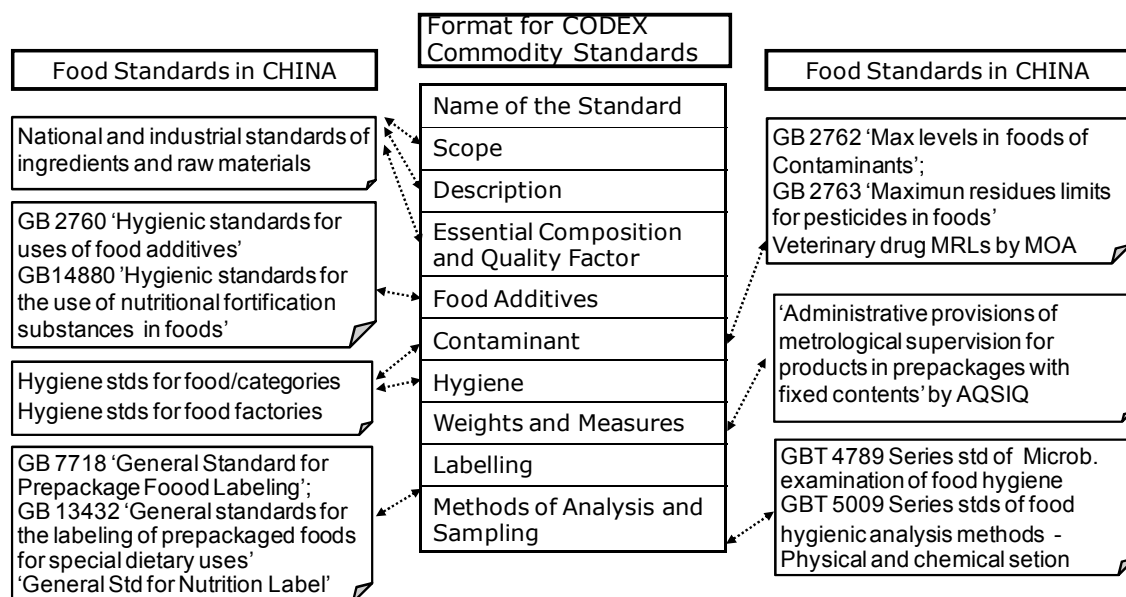 Format for CODEX
Commodity Standards
Food Standards in CHINA
Food Standards in CHINA
National and industrial standards of
ingredients and raw materials
GB 2760 ‘Hygienic standards for
uses of food additives’
GB14880 ’Hygienic standards for
the use of nutritional fortification
substances in foods’
Hygiene stds for food/categories
Hygiene stds for food factories
GB 7718 ‘General Standard for
Prepackage Foood Labeling’;
GB 13432 ‘General standards for
the labeling of prepackaged foods
for special dietary uses’
‘General Std for Nutrition Label’
Name of the Standard
Scope
Description
Essential Composition
and Quality Factor
Food Additives
Contaminant
Hygiene
Weights and Measures
Labelling
Methods of Analysis and
Sampling
GB 2762 ‘Max levels in foods of
Contaminants’;
GB 2763 ‘Maximun residues limits
for pesticides in foods’
Veterinary drug MRLs by MOA
‘Administrative provisions of
metrological supervision for
products in prepackages with
fixed contents’ by AQSIQ
GBT 4789 Series std of Microb.
examination of food hygiene
GBT 5009 Series stds of food
hygienic analysis methods -
Physical and chemical setion